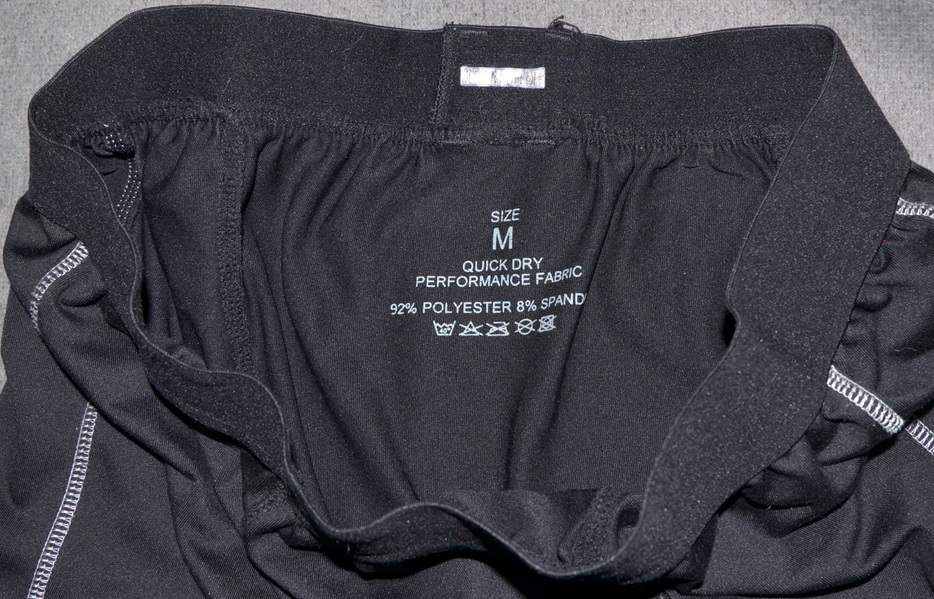 SIZE
M
QUICK DRY
PERFORMANCE FABRIC
92% POLYESTER 8% SPAND